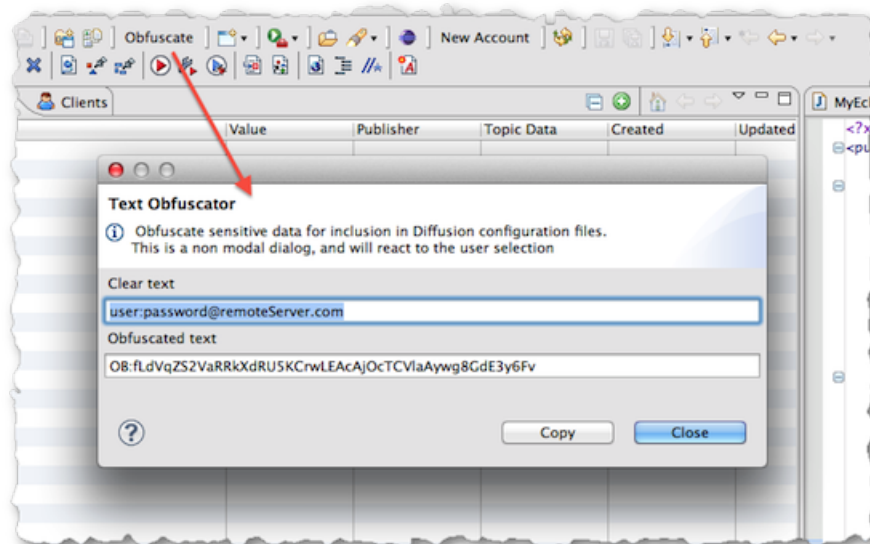 Obfuscate
New Account
Clients
MyEcl
Value Publisher Topic Data Created Updated
<?x
<pu
Text Obfuscator
Obfuscate sensitive data for inclusion in Diffusion configuration files.
This is a non modal dialog, and will react to the user selection
Clear text
user:password@remoteServer.com
Obfuscated text
OB:fLdVqZS2VaRRkXdRU5KCrwLEAcAjOcTCVlaAywg8GdE3y6Fv
Copy Close